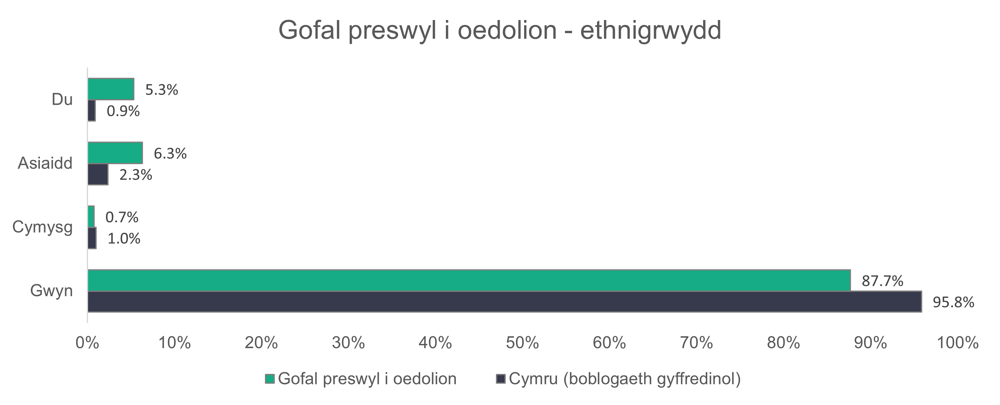 Gofal preswyl i oedolion - ethnigrwydd
Du
5.3%
0.9%
Asiaidd
6.3%
2.3%
Cymysg
0.7%
1.0%
Gwyn
87.7%
95.8%
0% 10% 20% 30% 40% 50% 60% 70% 80% 90% 100%
Gofal preswyl i oedolion Cymru (boblogaeth gyffredinol)